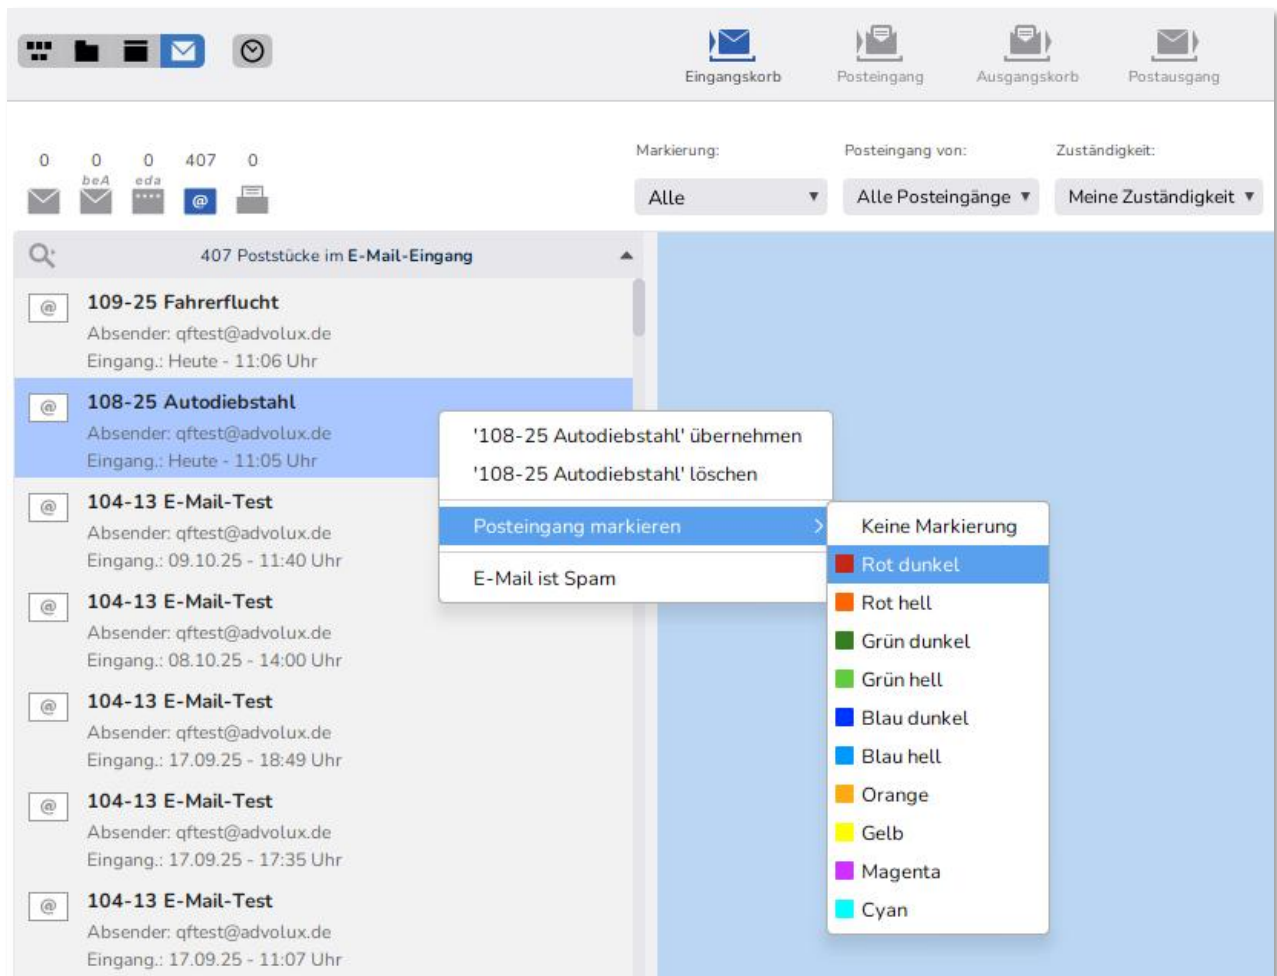 Eingangskorb
Posteingang
Ausgangskorb
Postausgang
0
0
0
407
0
beA
eda
@
Markierung:
Posteingang von:
Zuständigkeit:
Alle
Alle Posteingänge
Meine Zuständigkeit
407 Poststücke im E-Mail-Eingang
@
109-25 Fahrerflucht
Absender: qftest@advolux.de
Eingang.: Heute - 11:06 Uhr
@
108-25 Autodiebstahl
Absender: qftest@advolux.de
Eingang.: Heute - 11:05 Uhr
@
104-13 E-Mail-Test
Absender: qftest@advolux.de
Eingang.: 09.10.25 - 11:40 Uhr
@
104-13 E-Mail-Test
Absender: qftest@advolux.de
Eingang.: 08.10.25 - 14:00 Uhr
@
104-13 E-Mail-Test
Absender: qftest@advolux.de
Eingang.: 17.09.25 - 18:49 Uhr
@
104-13 E-Mail-Test
Absender: qftest@advolux.de
Eingang.: 17.09.25 - 17:35 Uhr
@
104-13 E-Mail-Test
Absender: qftest@advolux.de
Eingang.: 17.09.25 - 11:07 Uhr
'108-25 Autodiebstahl' übernehmen
'108-25 Autodiebstahl' löschen
Posteingang markieren
E-Mail ist Spam
Keine Markierung
Rot dunkel
Rot hell
Grün dunkel
Grün hell
Blau dunkel
Blau hell
Orange
Gelb
Magenta
Cyan